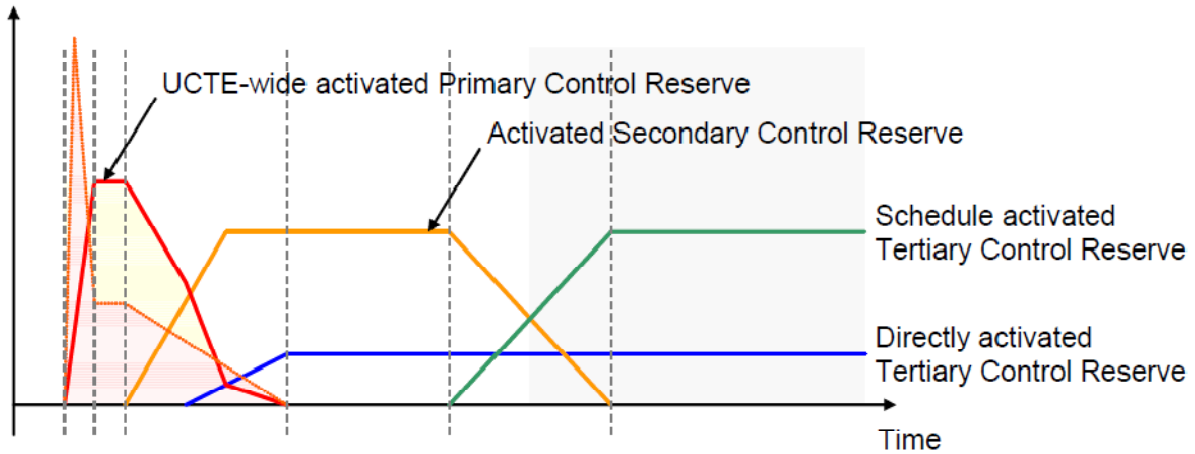 UCTE-wide activated Primary Control Reserve
Activated Secondary Control Reserve
Schedule activated
Tertiary Control Reserve
Directly activated
Tertiary Control Reserve
Time